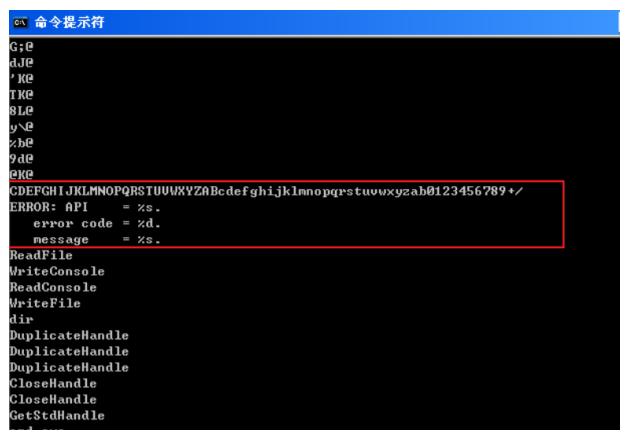 命令提示符
G;@
dJ@
'K@
TK@
8L@
y\@
%b@
9d@
@K@
CDEFGHIJKLMNOPQRSTUVWXYZABcdefghijklmnopqrstuvwxyzab0123456789+/
ERROR: API    = %s.
   error code = %d.
   message    = %s.
ReadFile
WriteConsole
ReadConsole
WriteFile
dir
DuplicateHandle
DuplicateHandle
DuplicateHandle
CloseHandle
CloseHandle
GetStdHandle